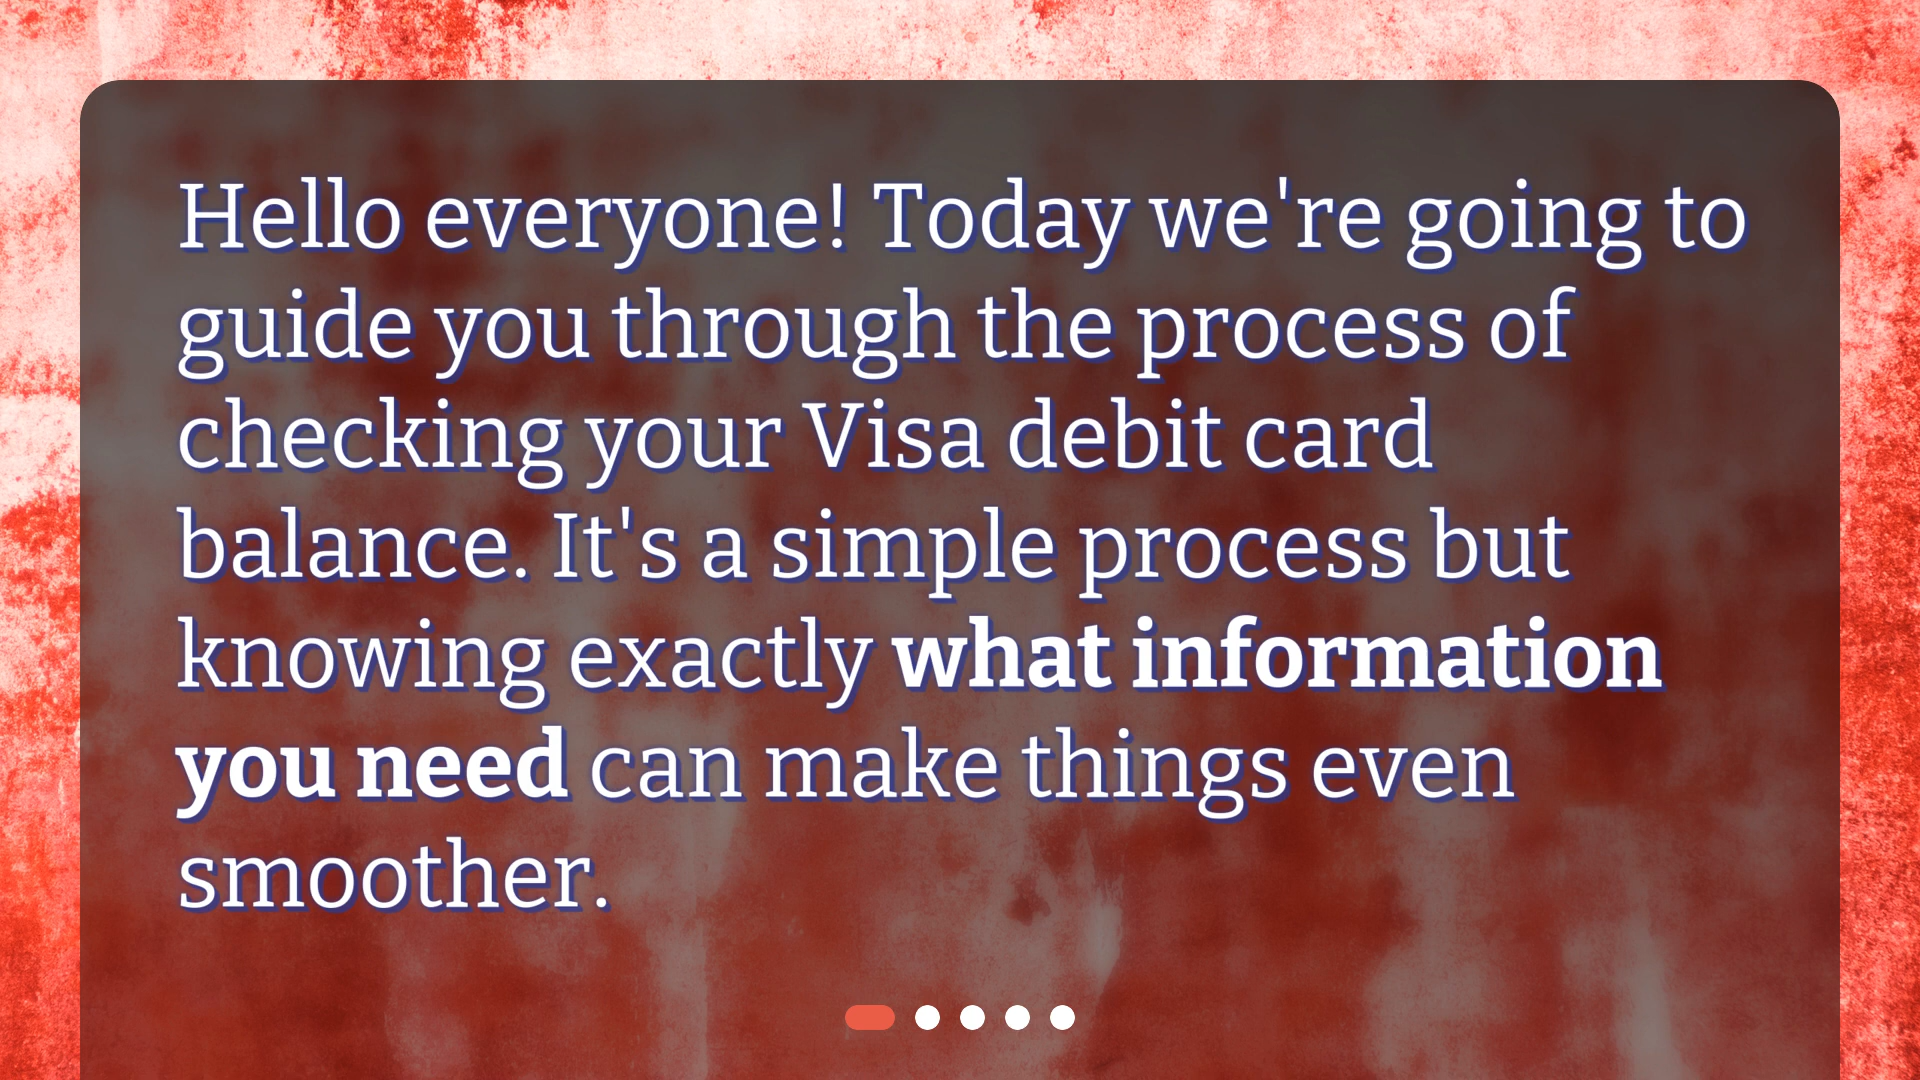 Hello everyone! Today we're going to
guide you through the process of
checking your Visa debit card
balance. It's a simple process but
knowing exactly what information
you need can make things even
smoother.